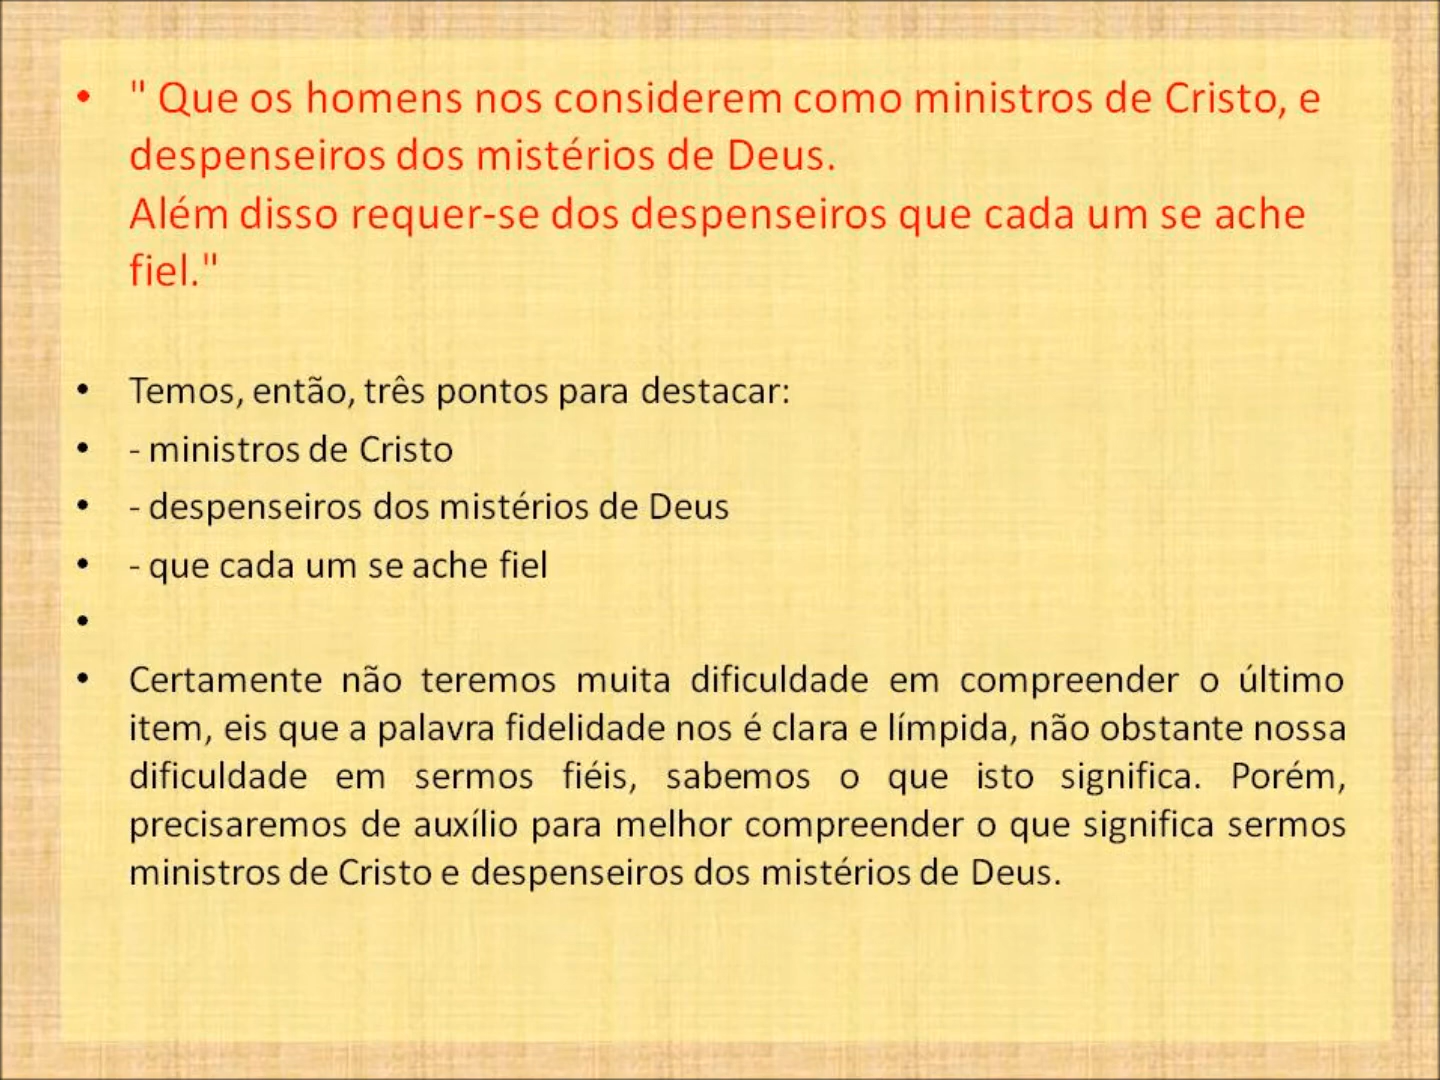 • " Que os homens nos considerem como ministros de Cristo, e
despenseiros dos mistérios de Deus.
Além disso requer-se dos despenseiros que cada um se ache
fiel."
• Temos, então, três pontos para destacar:
• - ministros de Cristo
• - despenseiros dos mistérios de Deus
• - que cada um se ache fiel
•
• Certamente não teremos muita dificuldade em compreender o último
item, eis que a palavra fidelidade nos é clara e límpida, não obstante nossa
dificuldade em sermos fiéis, sabemos o que isto significa. Porém,
precisaremos de auxílio para melhor compreender o que significa sermos
ministros de Cristo e despenseiros dos mistérios de Deus.